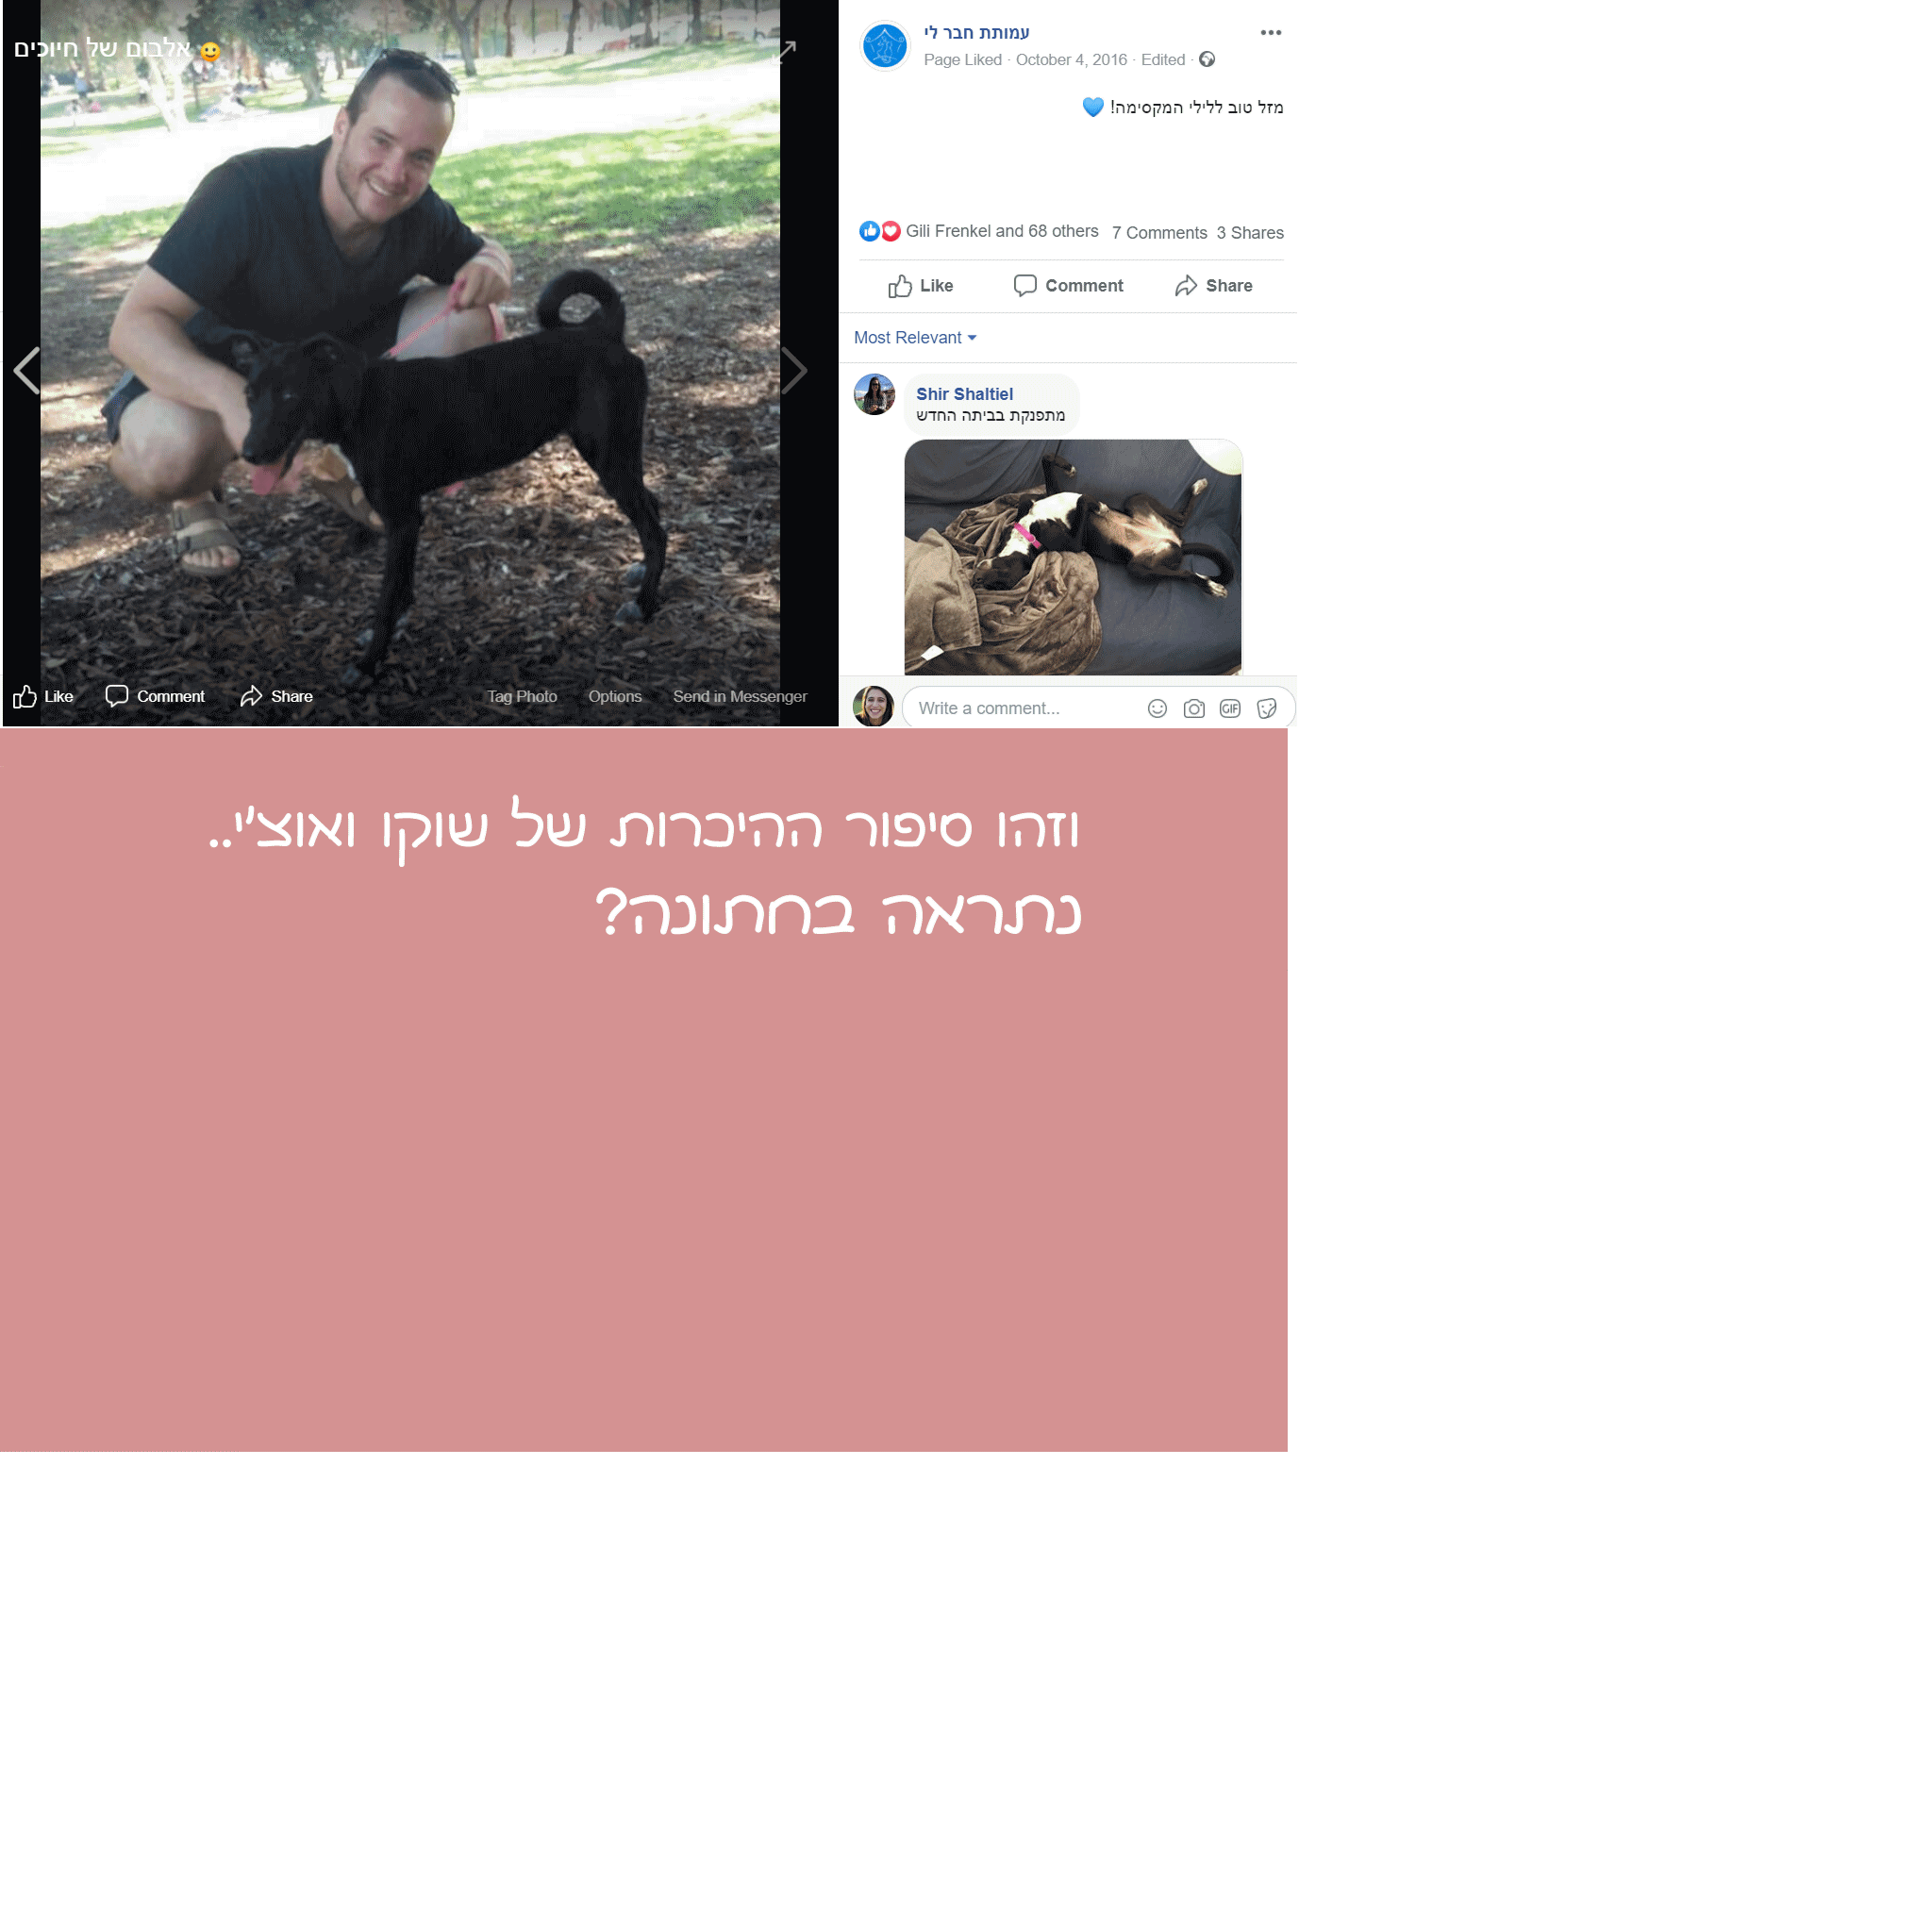 אלבום של חיוכים
Like Comment Share Tag Photo Options Send in Messenger
עמותת חבר לי
Page Liked · October 4, 2016 · Edited ·
מזל טוב ללילי המקסימה! 💙
Gili Frenkel and 68 others 7 Comments 3 Shares
Like Comment Share
Most Relevant
Shir Shaltiel
מתפנקת בביתה החדש
Write a comment...
GIF
וזהו סיפור ההיכרות של שוקו ואוצ'י..
נתראה בחתונה?